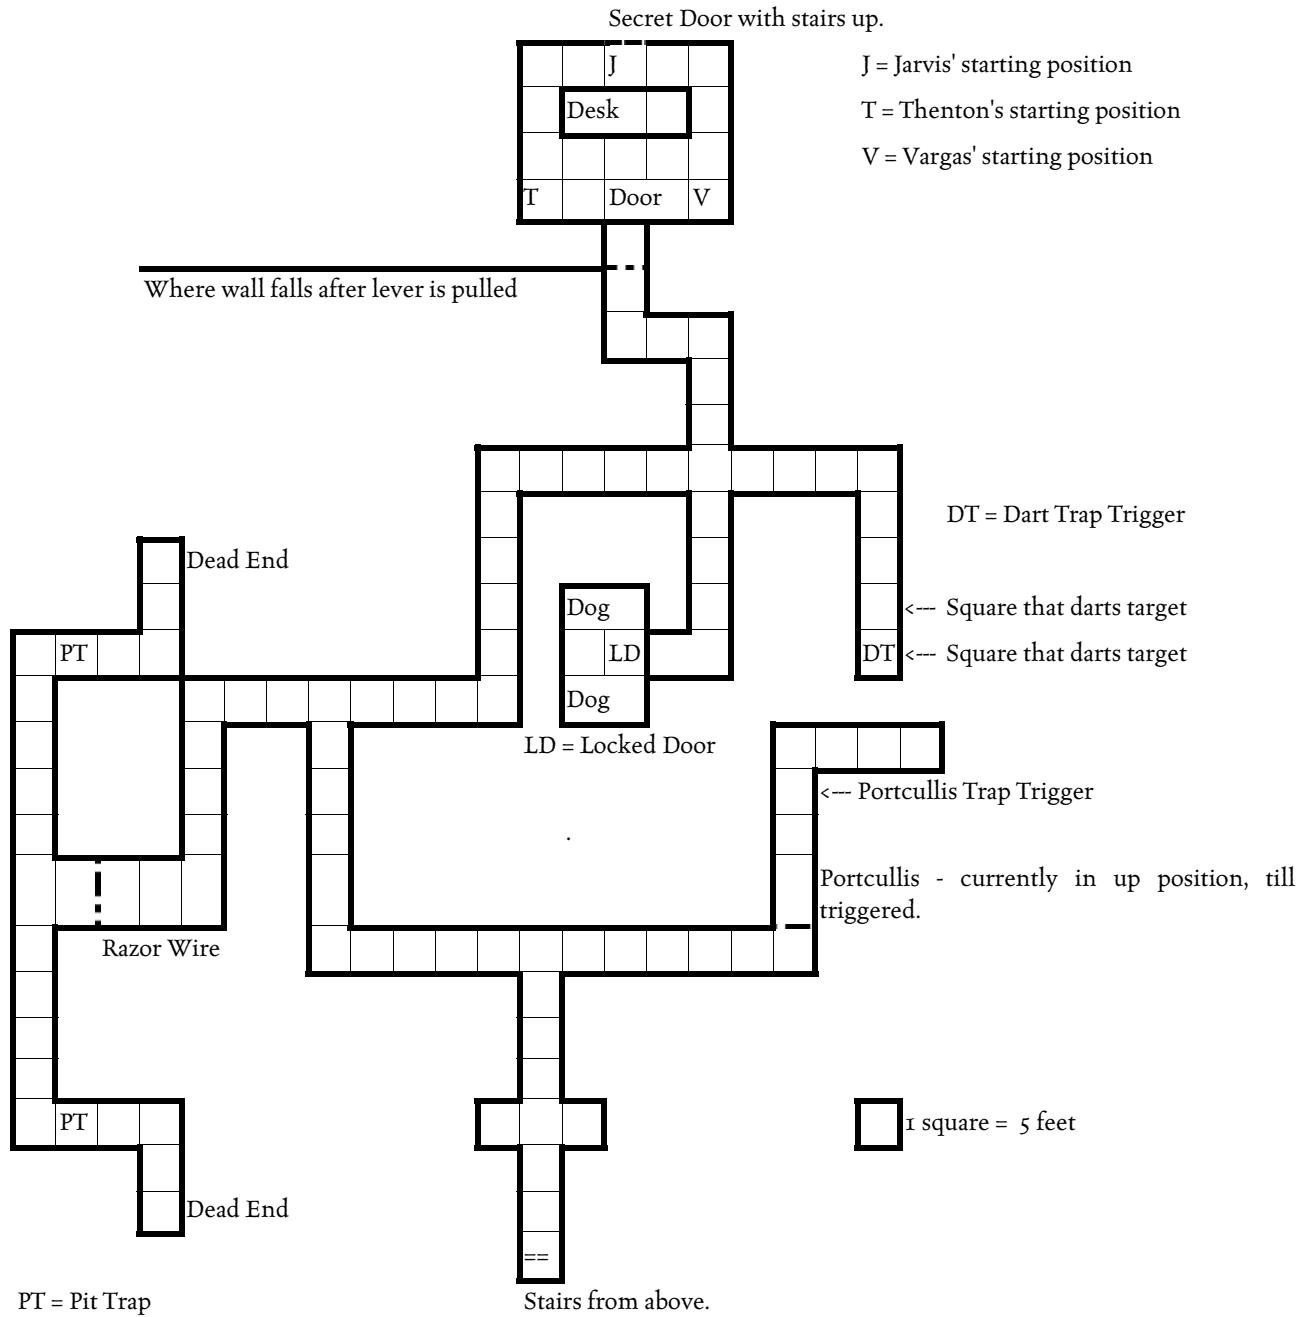 Secret Door with stairs up.
J
J = Jarvis' starting position
Desk
T = Thenton's starting position
V = Vargas' starting position
T
Door
V
Where wall falls after lever is pulled
DT = Dart Trap Trigger
Dead End
Dog
<--- Square that darts target
PT
LD
DT
<--- Square that darts target
Dog
LD = Locked Door
<--- Portcullis Trap Trigger
.
Portcullis - currently in up position, till
triggered.
Razor Wire
PT
1 square = 5 feet
Dead End
==
PT = Pit Trap
Stairs from above.